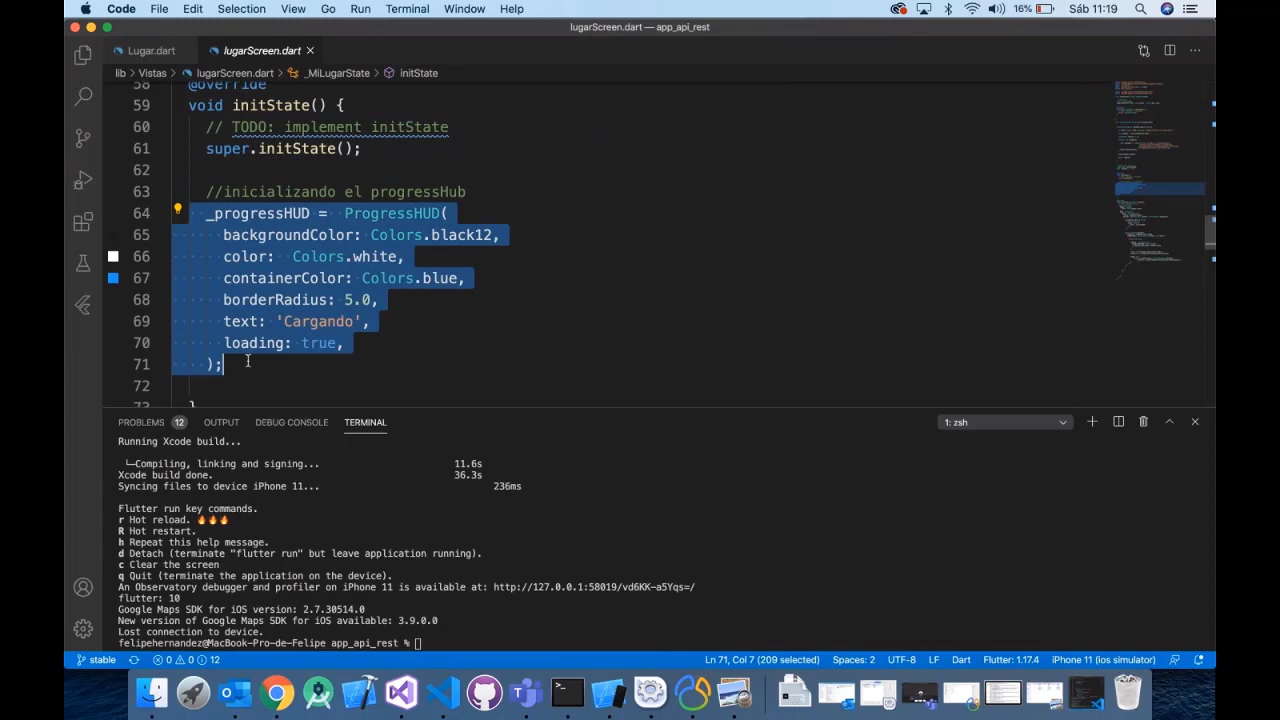 Code File Edit Selection View Go Run Terminal Window Help 16% Sáb 11:19
lugarScreen.dart — app_api_rest
Lugar.dart lugarScreen.dart
lib > Vistas > lugarScreen.dart > _MiLugarState > initState
58 @override
59 void initState() {
60 // TODO: implement initState
61 super.initState();
62
63 //inicializando el progressHub
64 _progressHUD = ProgressHUD(
65 backgroundColor: Colors.black12,
66 color: Colors.white,
67 containerColor: Colors.blue,
68 borderRadius: 5.0,
69 text: 'Cargando',
70 loading: true,
71 );
72
73 }
PROBLEMS 12 OUTPUT DEBUG CONSOLE TERMINAL 1: zsh
Running Xcode build...
└─Compiling, linking and signing... 11.6s
Xcode build done. 36.3s
Syncing files to device iPhone 11... 236ms
Flutter run key commands.
r Hot reload. 🔥🔥🔥
R Hot restart.
h Repeat this help message.
d Detach (terminate "flutter run" but leave application running).
c Clear the screen
q Quit (terminate the application on the device).
An Observatory debugger and profiler on iPhone 11 is available at: http://127.0.0.1:58019/vd6KK-a5Yqs=/
flutter: 10
Google Maps SDK for iOS version: 2.7.30514.0
New version of Google Maps SDK for iOS available: 3.9.0.0
Lost connection to device.
felipehernandez@MacBook-Pro-de-Felipe app_api_rest %
stable 0 0 12 Ln 71, Col 7 (209 selected) Spaces: 2 UTF-8 LF Dart Flutter: 1.17.4 iPhone 11 (ios simulator)